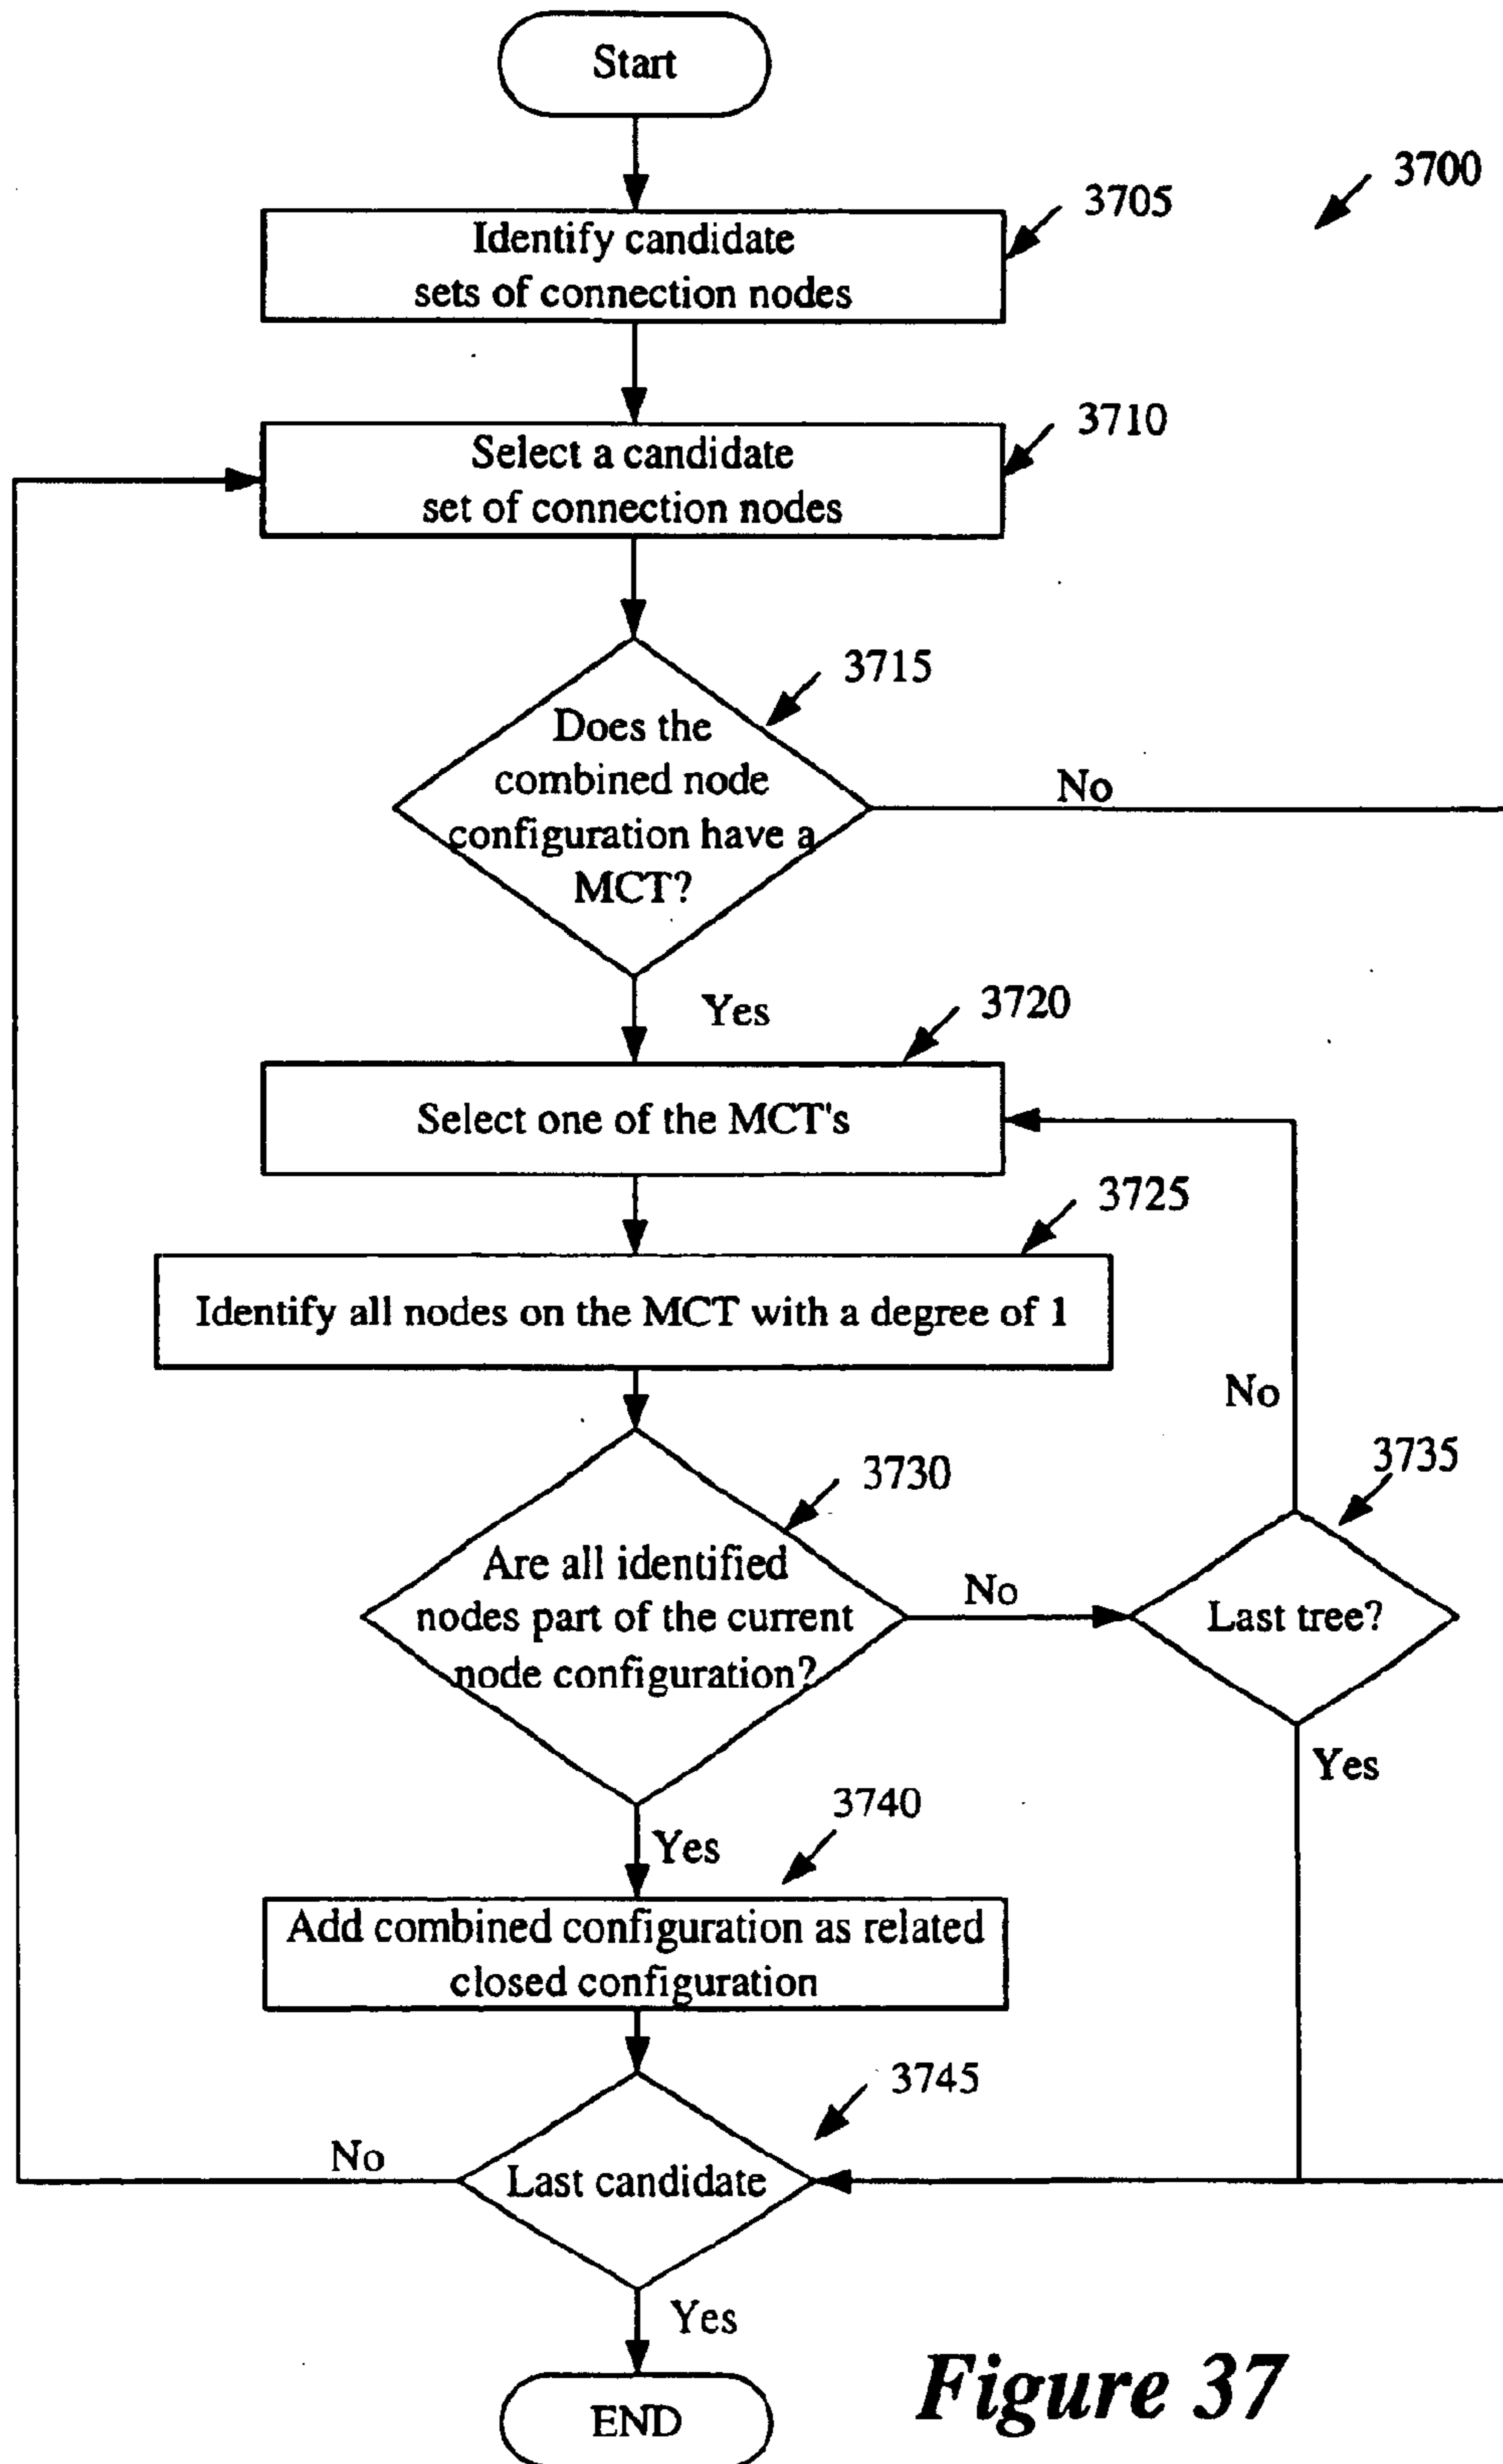 Start
3700
3705
Identify candidate
sets of connection nodes
3710
Select a candidate
set of connection nodes
3715
Does the
combined node
configuration have a
MCT?
No
Yes
3720
Select one of the MCT's
3725
Identify all nodes on the MCT with a degree of 1
No
3735
3730
Are all identified
nodes part of the current
node configuration?
No
Last tree?
Yes
3740
Yes
Add combined configuration as related
closed configuration
3745
No
Last candidate
Yes
END
Figure 37